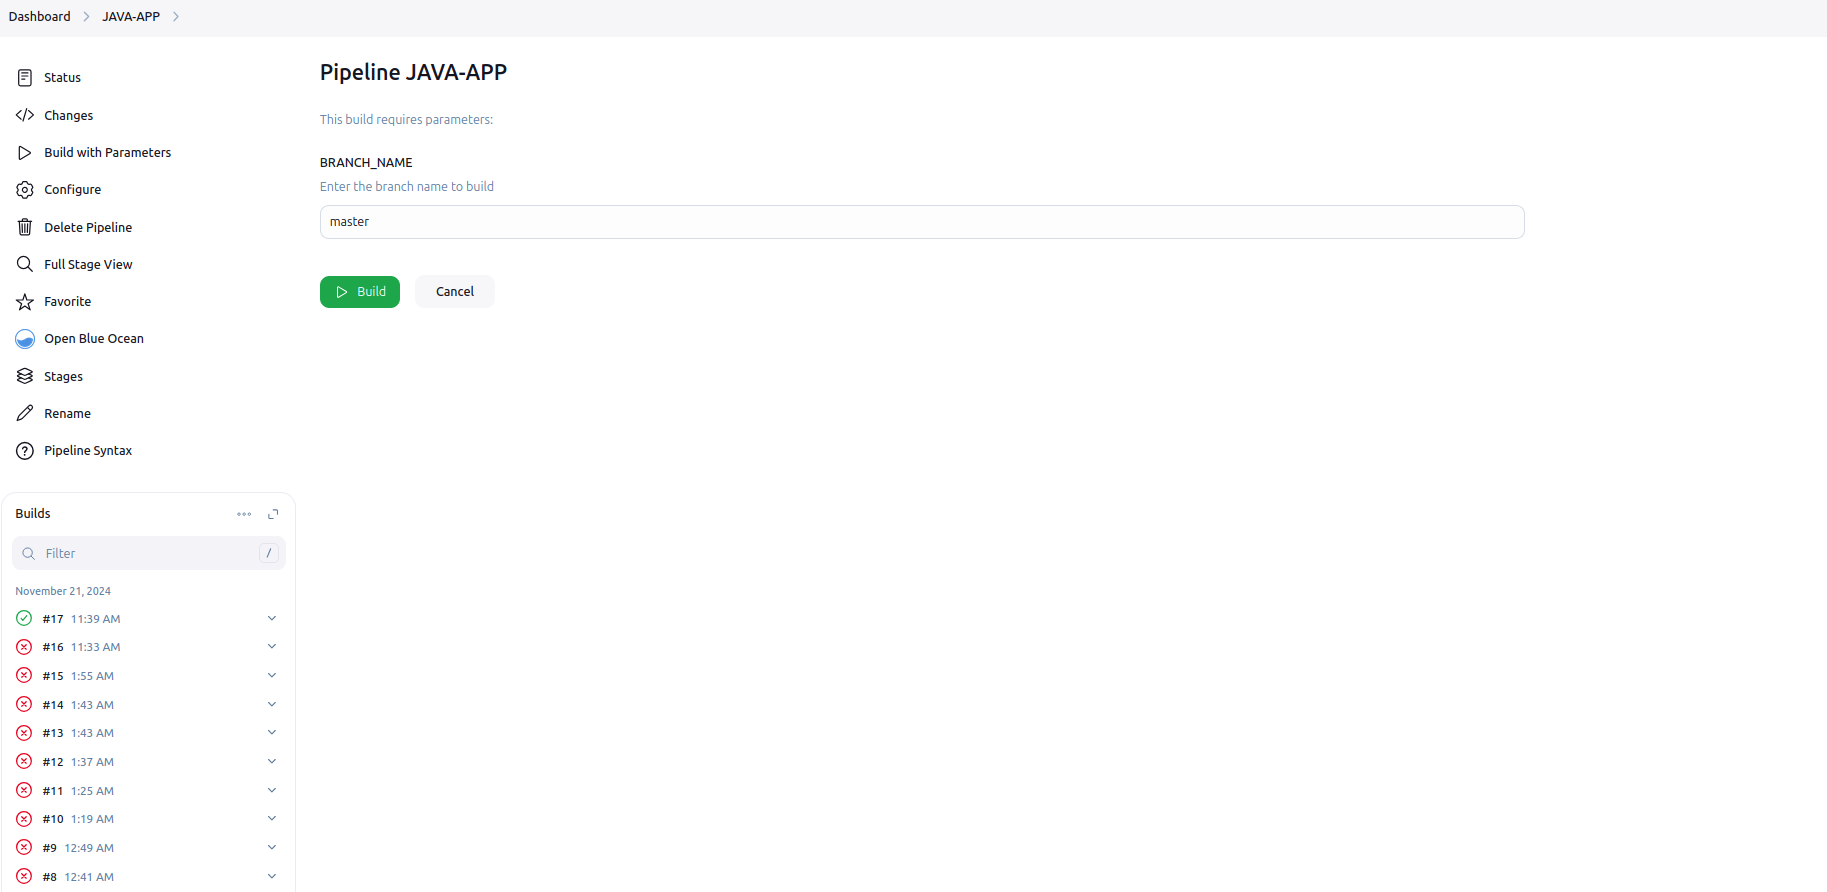 Dashboard
JAVA-APP
Status
Changes
Build with Parameters
Configure
Delete Pipeline
Full Stage View
Favorite
Open Blue Ocean
Stages
Rename
Pipeline Syntax
Builds
Filter /
November 21, 2024
#17 11:39 AM
#16 11:33 AM
#15 1:55 AM
#14 1:43 AM
#13 1:43 AM
#12 1:37 AM
#11 1:25 AM
#10 1:19 AM
#9 12:49 AM
#8 12:41 AM
Pipeline JAVA-APP
This build requires parameters:
BRANCH_NAME
Enter the branch name to build
master
Build Cancel